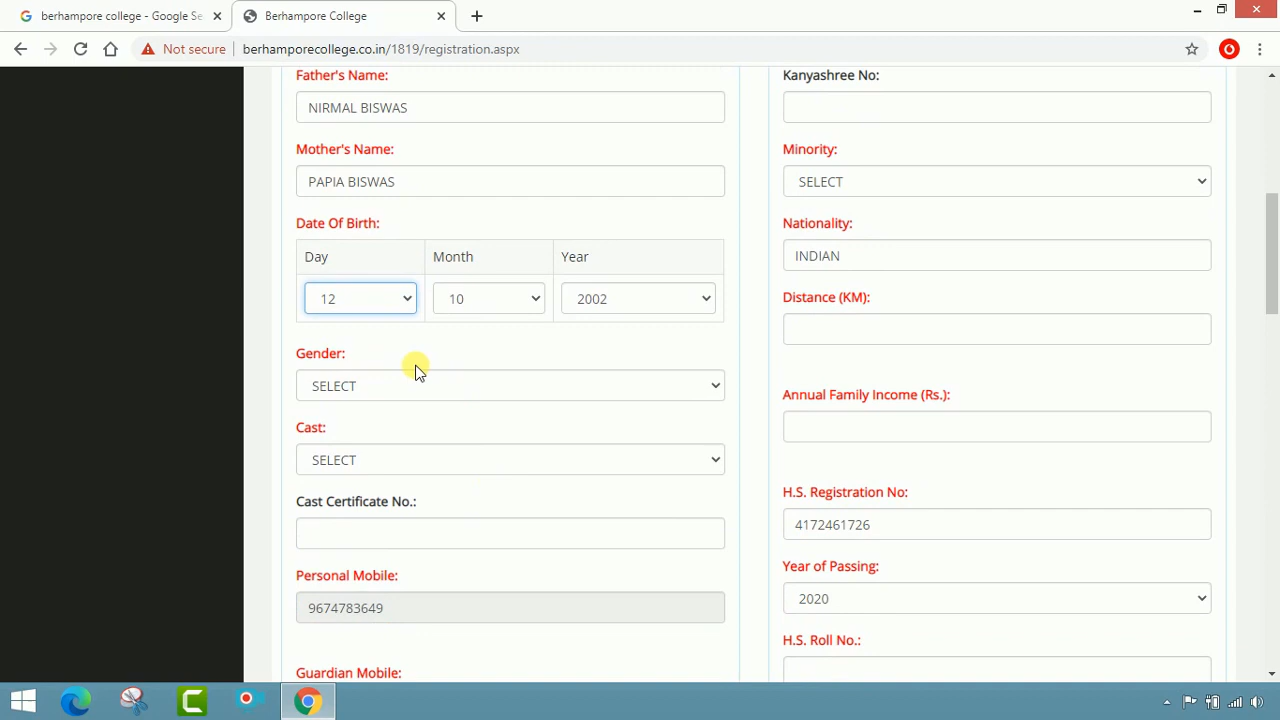 berhampore college - Google Se
Berhampore College
Not secure
berhamporecollege.co.in/1819/registration.aspx
Father's Name:
NIRMAL BISWAS
Mother's Name:
PAPIA BISWAS
Date Of Birth:
Day Month Year
12 10 2002
Gender:
SELECT
Cast:
SELECT
Cast Certificate No.:
Personal Mobile:
9674783649
Guardian Mobile:
Kanyashree No:
Minority:
SELECT
Nationality:
INDIAN
Distance (KM):
Annual Family Income (Rs.):
H.S. Registration No:
4172461726
Year of Passing:
2020
H.S. Roll No.: